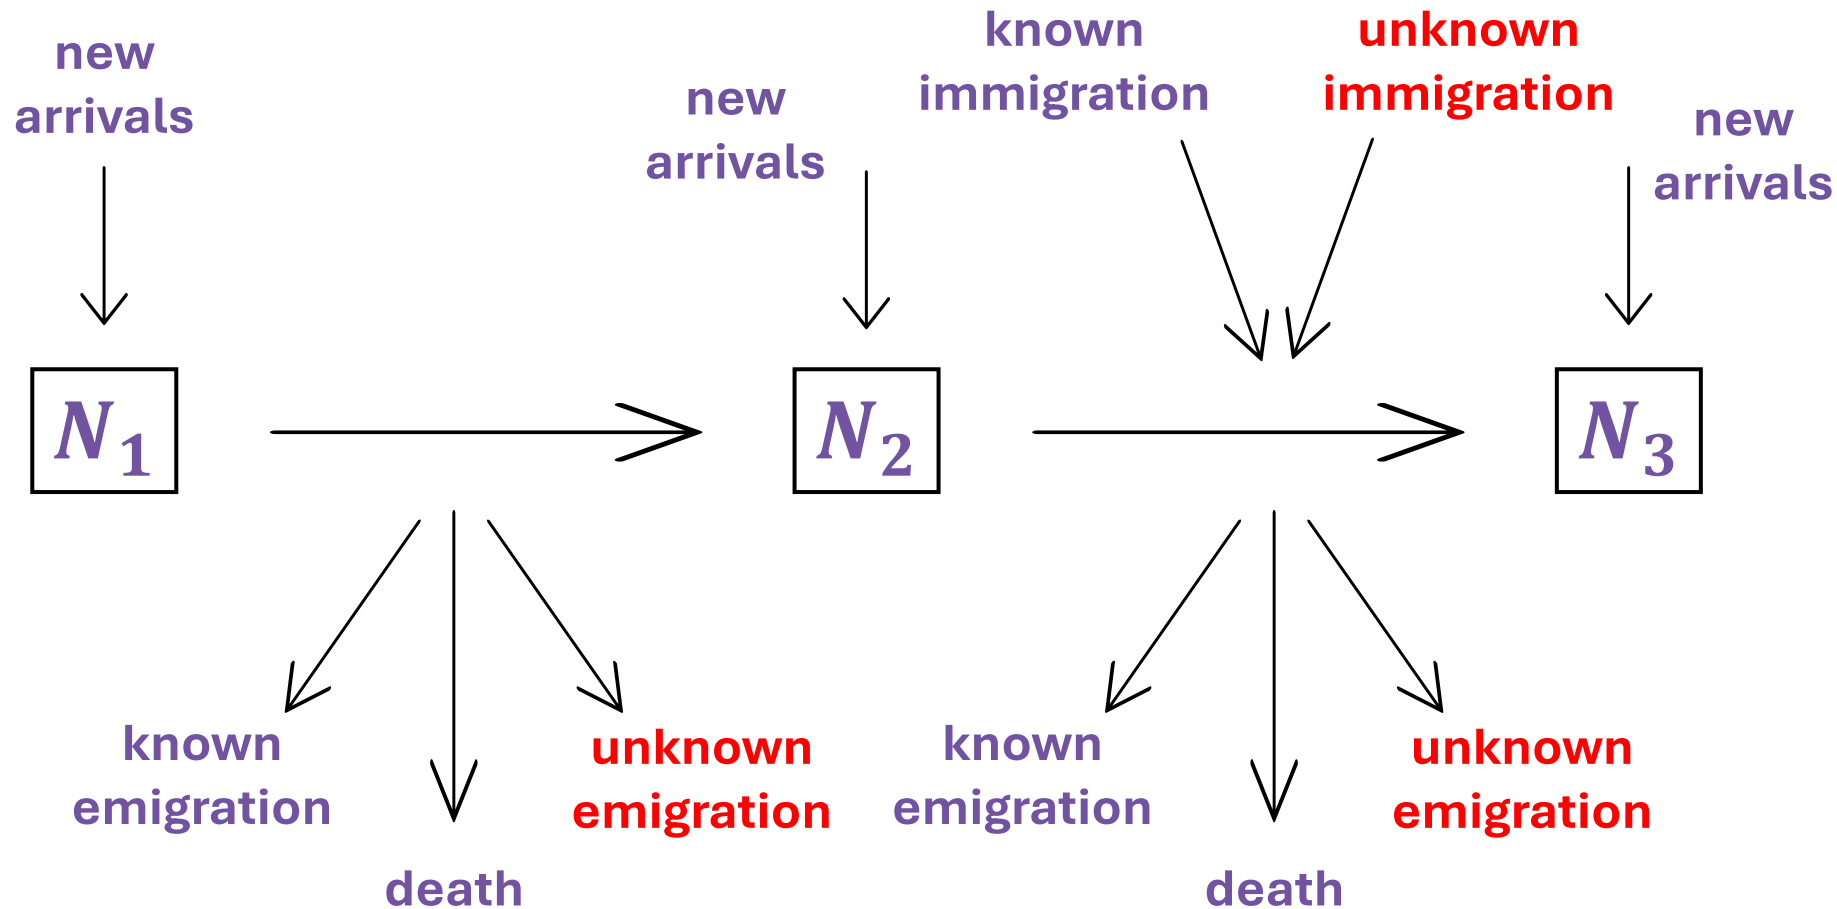 new
arrivals
new
arrivals
known
immigration
unknown
immigration
new
arrivals
N1
N2
N3
known
emigration
death
unknown
emigration
known
emigration
death
unknown
emigration